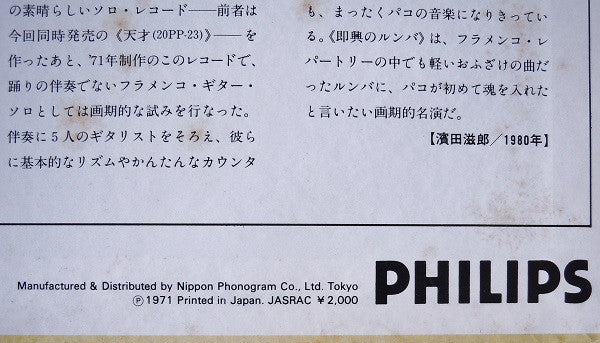 の素晴らしいソロ・レコード──前者は
今回同時発売の《天才(20PP-23)》──を
作ったあと、'71年制作のこのレコードで、
踊りの伴奏でないフラメンコ・ギター・
ソロとしては画期的な試みを行なった。
伴奏に5人のギタリストをそろえ、彼ら
に基本的なリズムやかんたんなカウンタ
も、まったくパコの音楽になりきってい
る。《即興のルンバ》は、フラメンコ・レ
パートリーの中でも軽いおふざけの曲だ
ったルンバに、パコが初めて魂を入れた
と言いたい画期的名演だ。
【濱田滋郎／1980年】
Manufactured & Distributed by Nippon Phonogram Co., Ltd. Tokyo
Ⓟ1971 Printed in Japan. JASRAC ¥2,000
PHILIPS